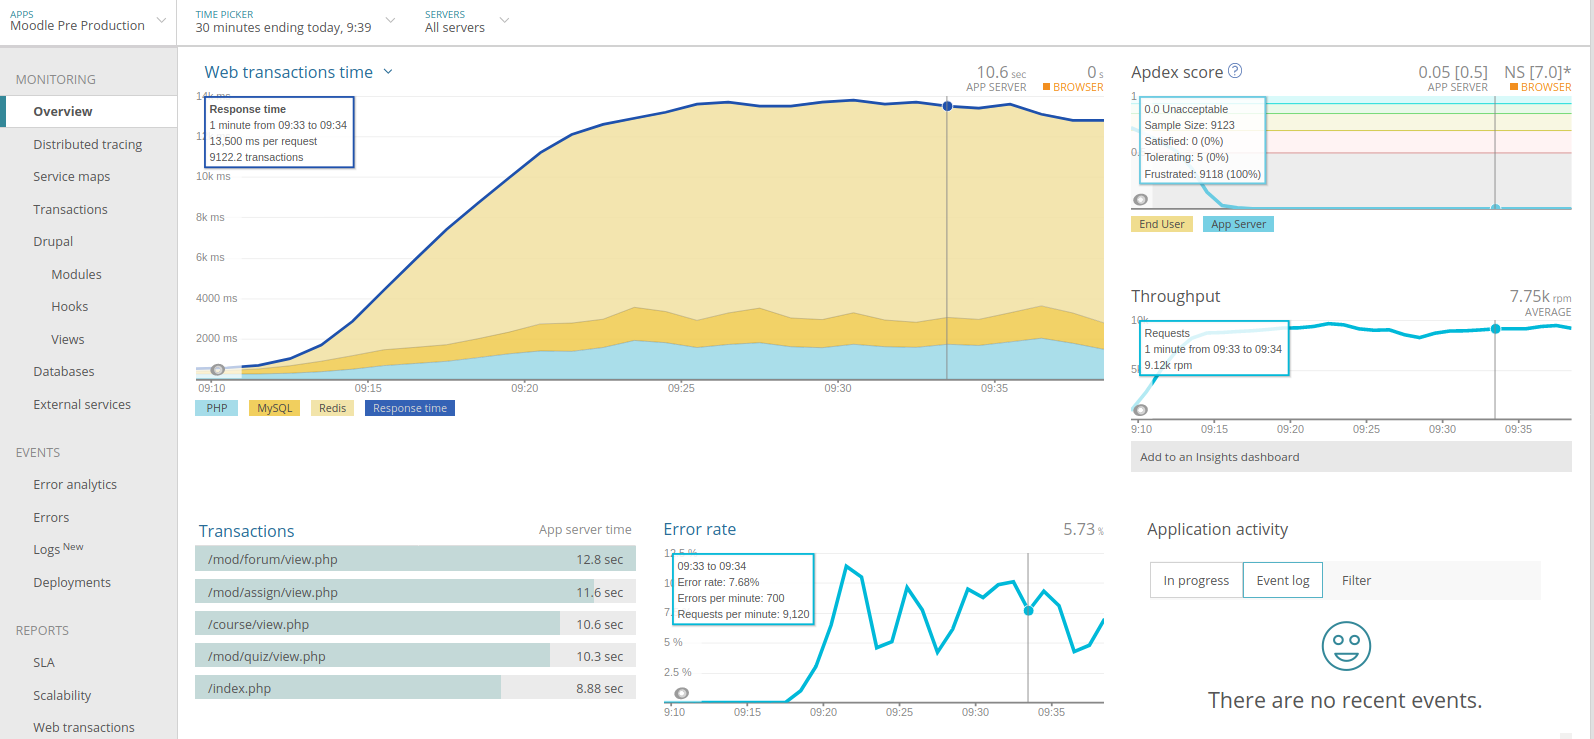 APPS
Moodle Pre Production
TIME PICKER
30 minutes ending today, 9:39
SERVERS
All servers
MONITORING
Overview
Distributed tracing
Service maps
Transactions
Drupal
Modules
Hooks
Views
Databases
External services
EVENTS
Error analytics
Errors
Logs New
Deployments
REPORTS
SLA
Scalability
Web transactions
Web transactions time
10.6 sec
APP SERVER
0 s
BROWSER
Response time
1 minute from 09:33 to 09:34
13,500 ms per request
9122.2 transactions
10k ms
8k ms
6k ms
4000 ms
2000 ms
09:10 09:15 09:20 09:25 09:30 09:35
PHP MySQL Redis Response time
Apdex score ?
0.05 [0.5]
APP SERVER
NS [7.0]*
BROWSER
1
0.0 Unacceptable
Sample Size: 9123
Satisfied: 0 (0%)
Tolerating: 5 (0%)
Frustrated: 9118 (100%)
End User App Server
Throughput
7.75k rpm
AVERAGE
Requests
1 minute from 09:33 to 09:34
9.12k rpm
9:10 09:15 09:20 09:25 09:30 09:35
Add to an Insights dashboard
Transactions
App server time
/mod/forum/view.php 12.8 sec
/mod/assign/view.php 11.6 sec
/course/view.php 10.6 sec
/mod/quiz/view.php 10.3 sec
/index.php 8.88 sec
Error rate
5.73 %
09:33 to 09:34
Error rate: 7.68%
Errors per minute: 700
Requests per minute: 9,120
5 %
2.5 %
9:10 09:15 09:20 09:25 09:30 09:35
Application activity
In progress Event log Filter
There are no recent events.